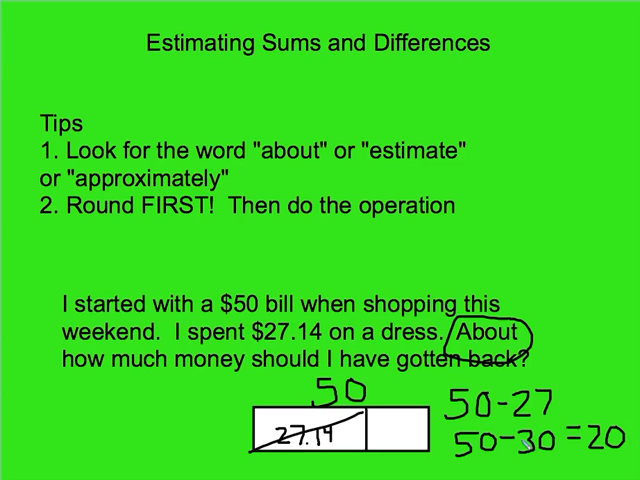 Estimating Sums and Differences
Tips
1. Look for the word "about" or "estimate"
or "approximately"
2. Round FIRST!  Then do the operation
I started with a $50 bill when shopping this
weekend.  I spent $27.14 on a dress.  About
how much money should I have gotten back?
50
27.14
50-27
50-30=20